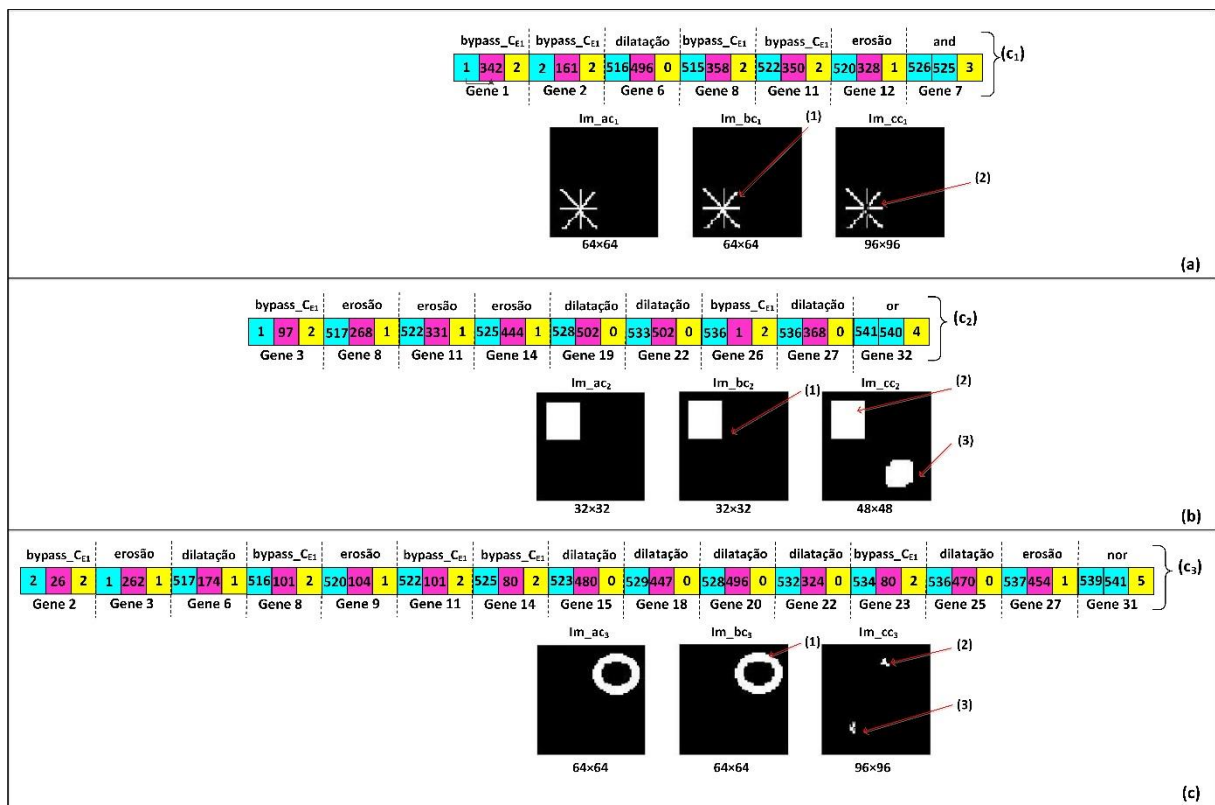 bypass_CE1 bypass_CE1 dilatação bypass_CE1 bypass_CE1 erosão and
1 342 2 2 161 2 516 496 0 515 358 2 522 350 2 520 328 1 526 525 3 (c1)
Gene 1 Gene 2 Gene 6 Gene 8 Gene 11 Gene 12 Gene 7
Im_ac1 Im_bc1 Im_cc1
(1)
(2)
64×64 64×64 96×96
(a)
bypass_CE1 erosão erosão erosão dilatação dilatação bypass_CE1 dilatação or
1 97 2 517 268 1 522 331 1 525 444 1 528 502 0 533 502 0 536 1 2 536 368 0 541 540 4 (c2)
Gene 3 Gene 8 Gene 11 Gene 14 Gene 19 Gene 22 Gene 26 Gene 27 Gene 32
Im_ac2 Im_bc2 Im_cc2
(1) (2)
(3)
32×32 32×32 48×48
(b)
bypass_CE1 erosão dilatação bypass_CE1 erosão bypass_CE1 bypass_CE1 dilatação dilatação dilatação dilatação bypass_CE1 dilatação erosão nor
2 26 2 1 262 1 517 174 1 516 101 2 520 104 1 522 101 2 525 80 2 523 480 0 529 447 0 528 496 0 532 324 0 534 80 2 536 470 0 537 454 1 539 541 5 (c3)
Gene 2 Gene 3 Gene 6 Gene 8 Gene 9 Gene 11 Gene 14 Gene 15 Gene 18 Gene 20 Gene 22 Gene 23 Gene 25 Gene 27 Gene 31
Im_ac3 Im_bc3 Im_cc3
(1) (2)
(3)
64×64 64×64 96×96
(c)